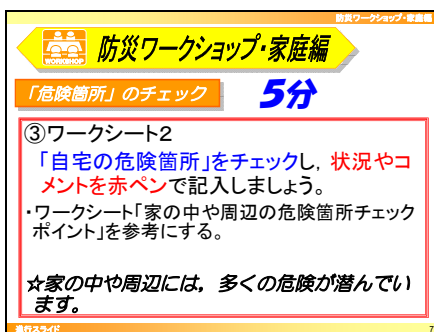 防災ワークショップ・家庭編
防災ワークショップ・家庭編
WORKSHOP
「危険箇所」のチェック
5分
③ワークシート2
「自宅の危険箇所」をチェックし，状況やコ
メントを赤ペンで記入しましょう。
・ワークシート「家の中や周辺の危険箇所チェック
ポイント」を参考にする。
☆家の中や周辺には，多くの危険が潜んでい
ます。
進行スライド
7